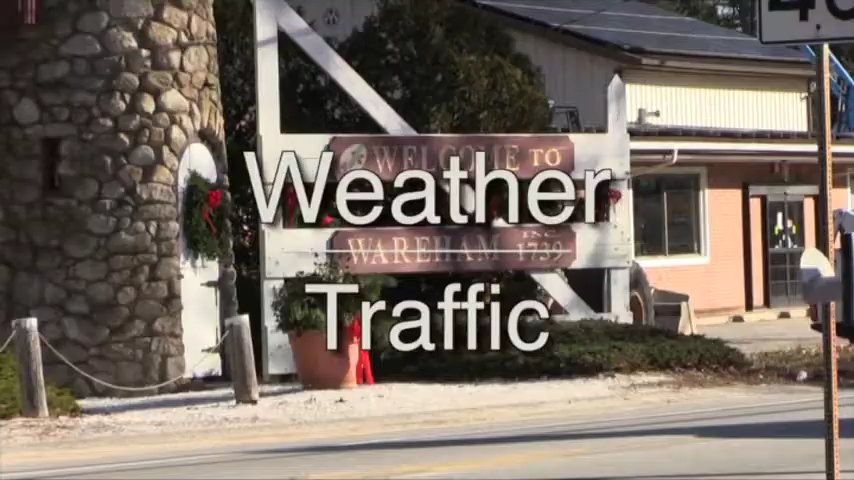 WELCOME TO
Weather
INC.
WAREHAM 1739
Traffic